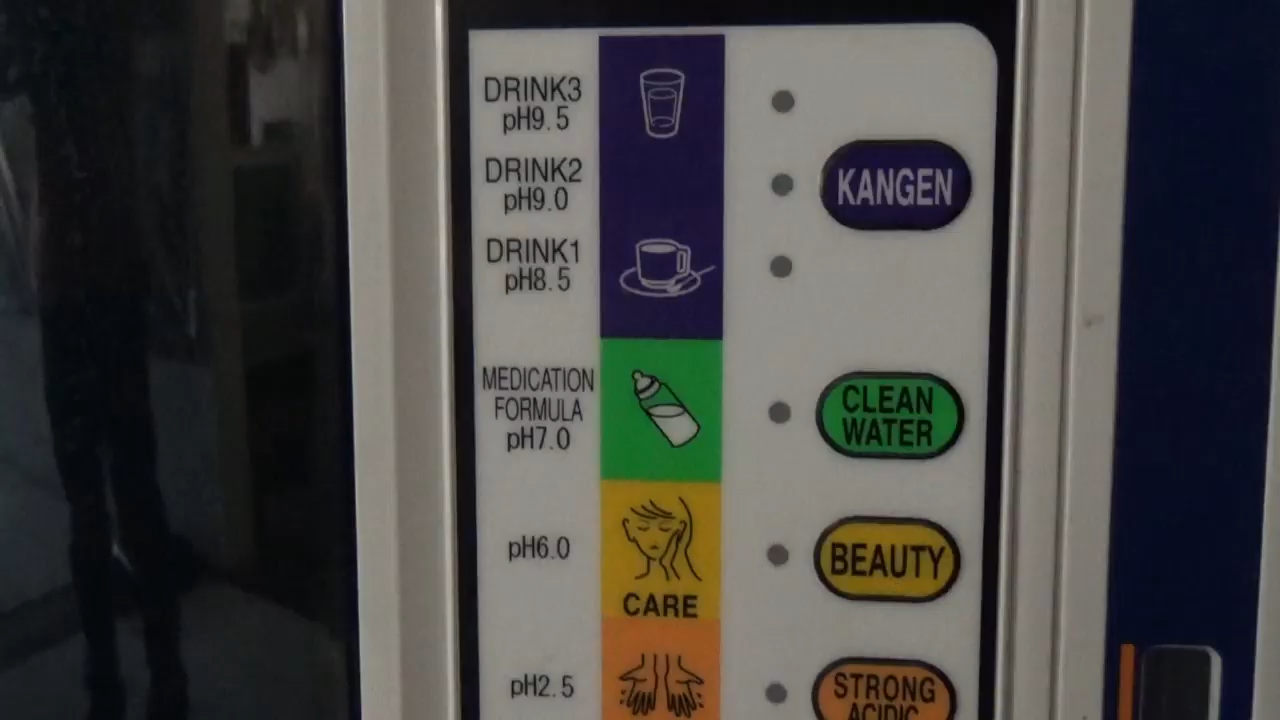 DRINK3
pH9.5
DRINK2
pH9.0
KANGEN
DRINK1
pH8.5
MEDICATION
FORMULA
pH7.0
CLEAN
WATER
pH6.0
CARE
BEAUTY
pH2.5
STRONG
ACIDIC